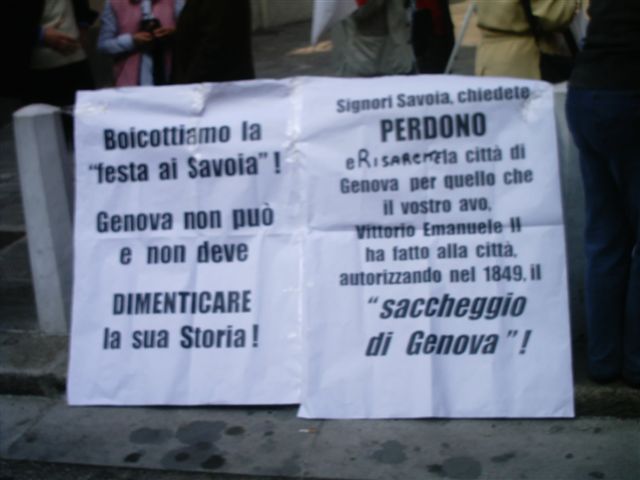 Boicottiamo la
"festa ai Savoia" !
Genova non può
e non deve
DIMENTICARE
la sua Storia !
Signori Savoia, chiedete
PERDONO
e la città di
Genova per quello che
il vostro avo,
Vittorio Emanuele II
ha fatto alla città,
autorizzando nel 1849, il
"saccheggio
di Genova" !